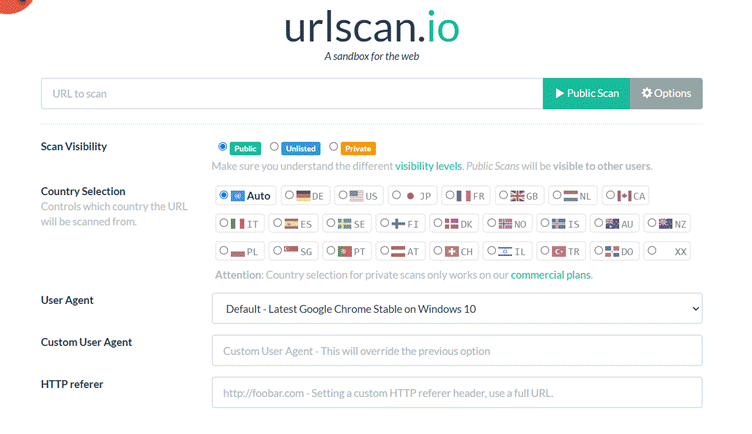 urlscan.io
A sandbox for the web
URL to scan
Public Scan
Options
Scan Visibility
Public
Unlisted
Private
Make sure you understand the different visibility levels. Public Scans will be visible to other users.
Country Selection
Controls which country the URL
will be scanned from.
Auto DE US JP FR GB NL CA
IT ES SE FI DK NO IS AU NZ
PL SG PT AT CH IL TR DO XX
Attention: Country selection for private scans only works on our commercial plans.
User Agent
Default - Latest Google Chrome Stable on Windows 10
Custom User Agent
Custom User Agent - This will override the previous option
HTTP referer
http://foobar.com - Setting a custom HTTP referer header, use a full URL.